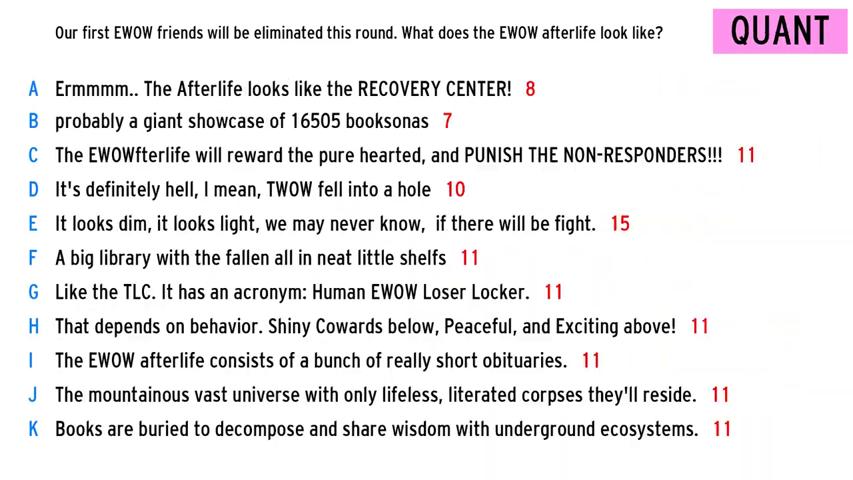 Our first EWOW friends will be eliminated this round. What does the EWOW afterlife look like?
QUANT
A Ermmmm.. The Afterlife looks like the RECOVERY CENTER! 8
B probably a giant showcase of 16505 booksonas 7
C The EWOWfterlife will reward the pure hearted, and PUNISH THE NON-RESPONDERS!!! 11
D It's definitely hell, I mean, TWOW fell into a hole 10
E It looks dim, it looks light, we may never know, if there will be fight. 15
F A big library with the fallen all in neat little shelfs 11
G Like the TLC. It has an acronym: Human EWOW Loser Locker. 11
H That depends on behavior. Shiny Cowards below, Peaceful, and Exciting above! 11
I The EWOW afterlife consists of a bunch of really short obituaries. 11
J The mountainous vast universe with only lifeless, literated corpses they'll reside. 11
K Books are buried to decompose and share wisdom with underground ecosystems. 11